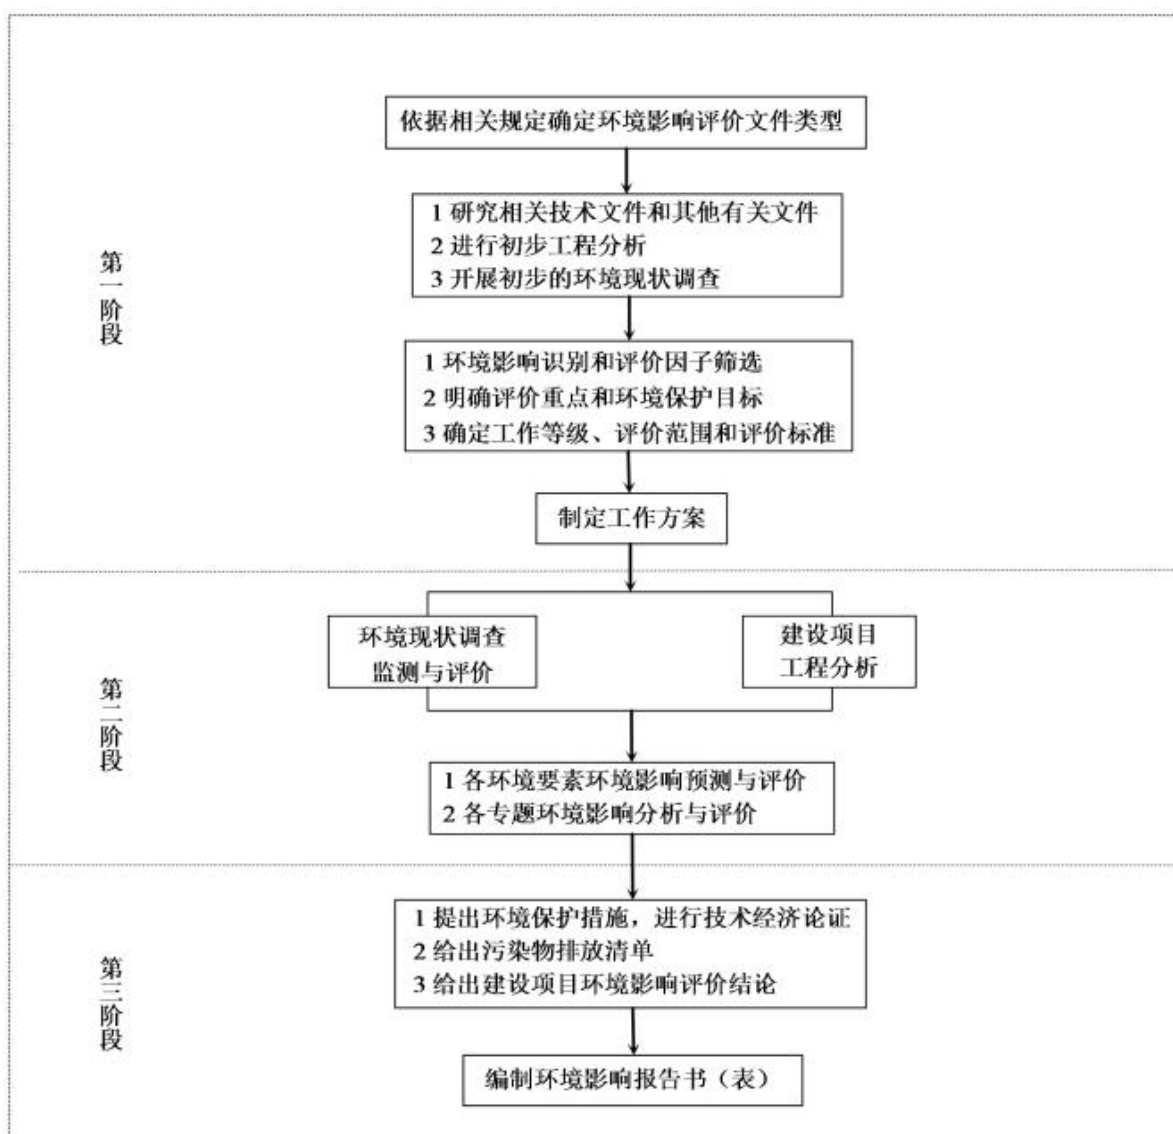 依据相关规定确定环境影响评价文件类型
第一阶段
1 研究相关技术文件和其他有关文件
2 进行初步工程分析
3 开展初步的环境现状调查
1 环境影响识别和评价因子筛选
2 明确评价重点和环境保护目标
3 确定工作等级、评价范围和评价标准
制定工作方案
第二阶段
环境现状调查
监测与评价
建设项目
工程分析
1 各环境要素环境影响预测与评价
2 各专题环境影响分析与评价
第三阶段
1 提出环境保护措施，进行技术经济论证
2 给出污染物排放清单
3 给出建设项目环境影响评价结论
编制环境影响报告书（表）